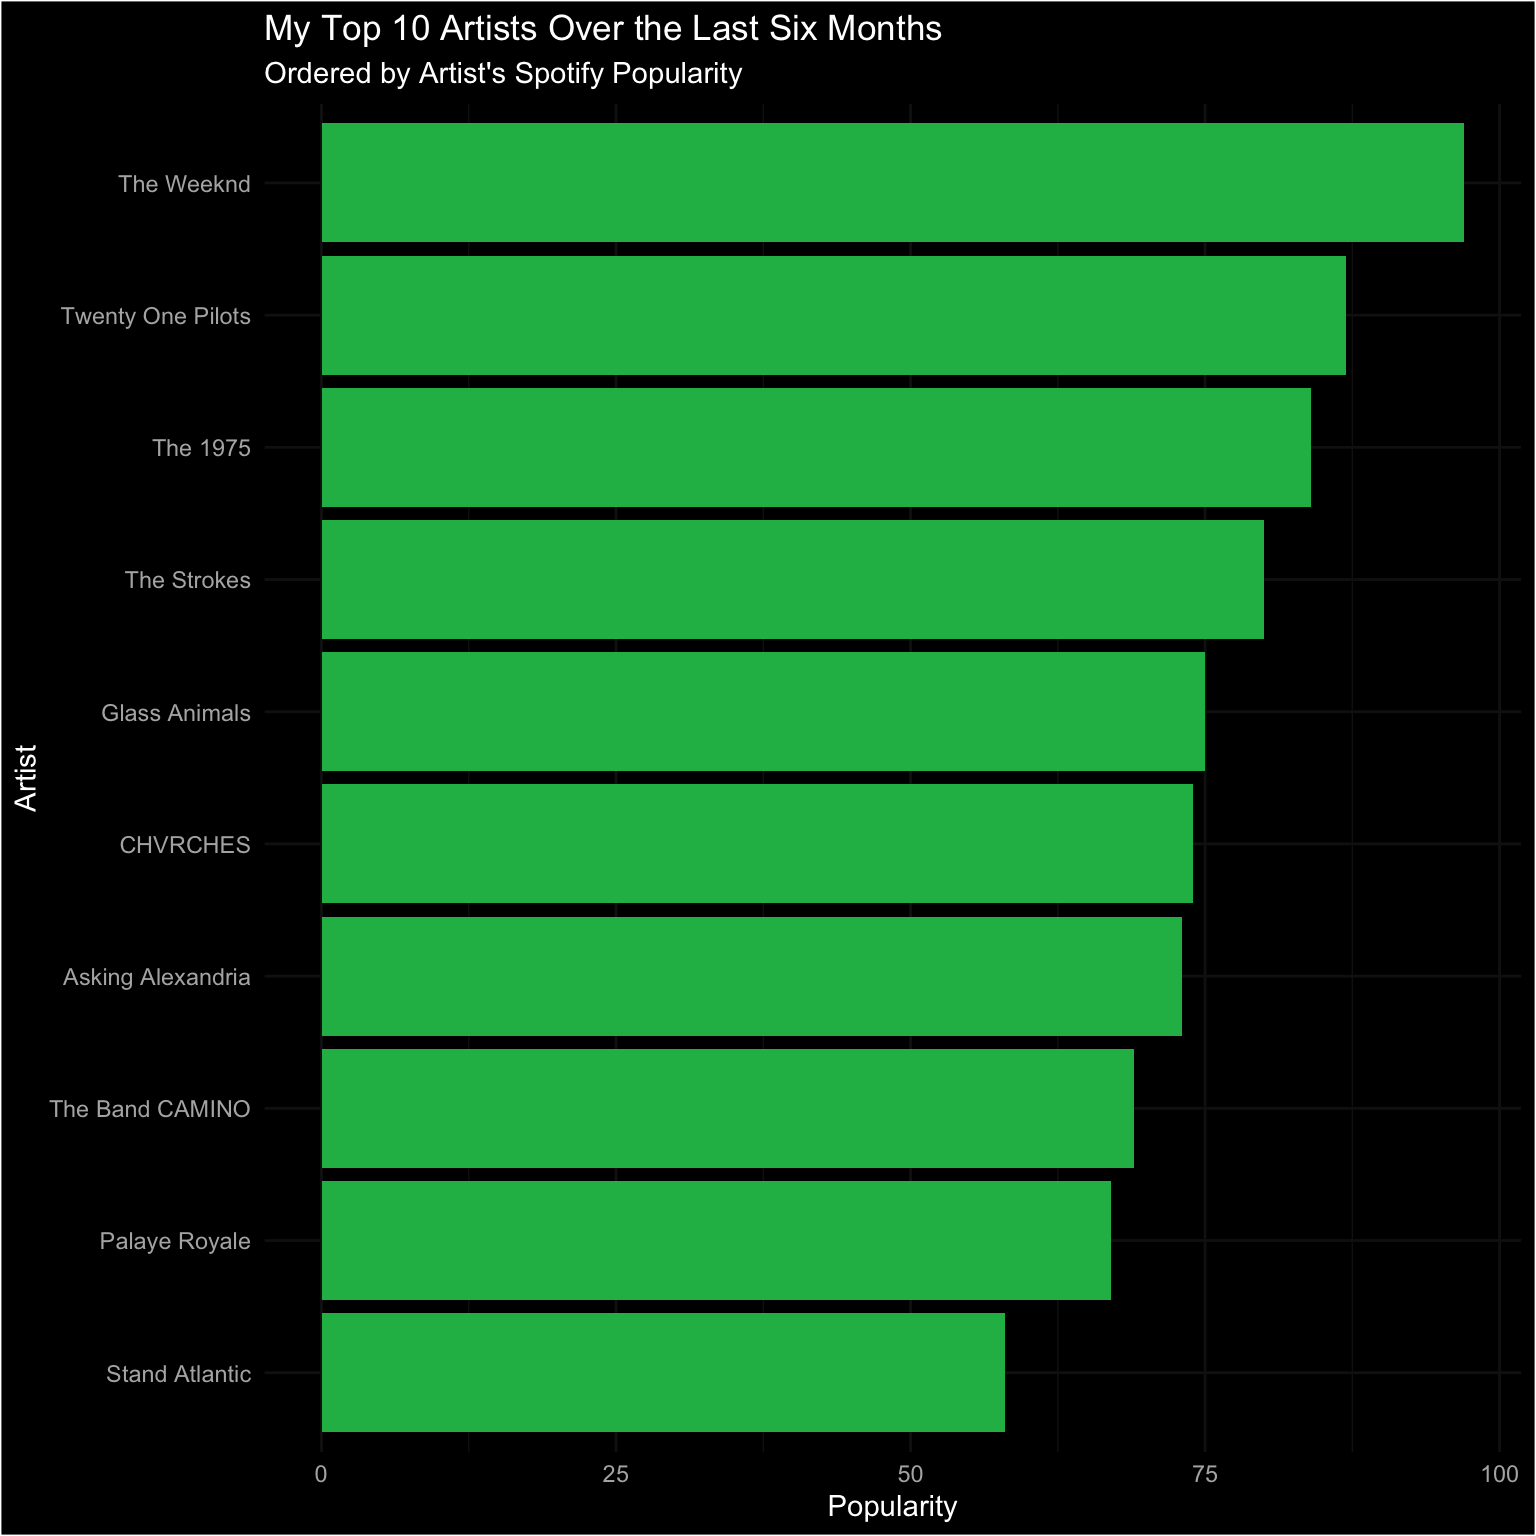 My Top 10 Artists Over the Last Six Months
Ordered by Artist's Spotify Popularity
Artist
The Weeknd
Twenty One Pilots
The 1975
The Strokes
Glass Animals
CHVRCHES
Asking Alexandria
The Band CAMINO
Palaye Royale
Stand Atlantic
0 25 50 75 100
Popularity